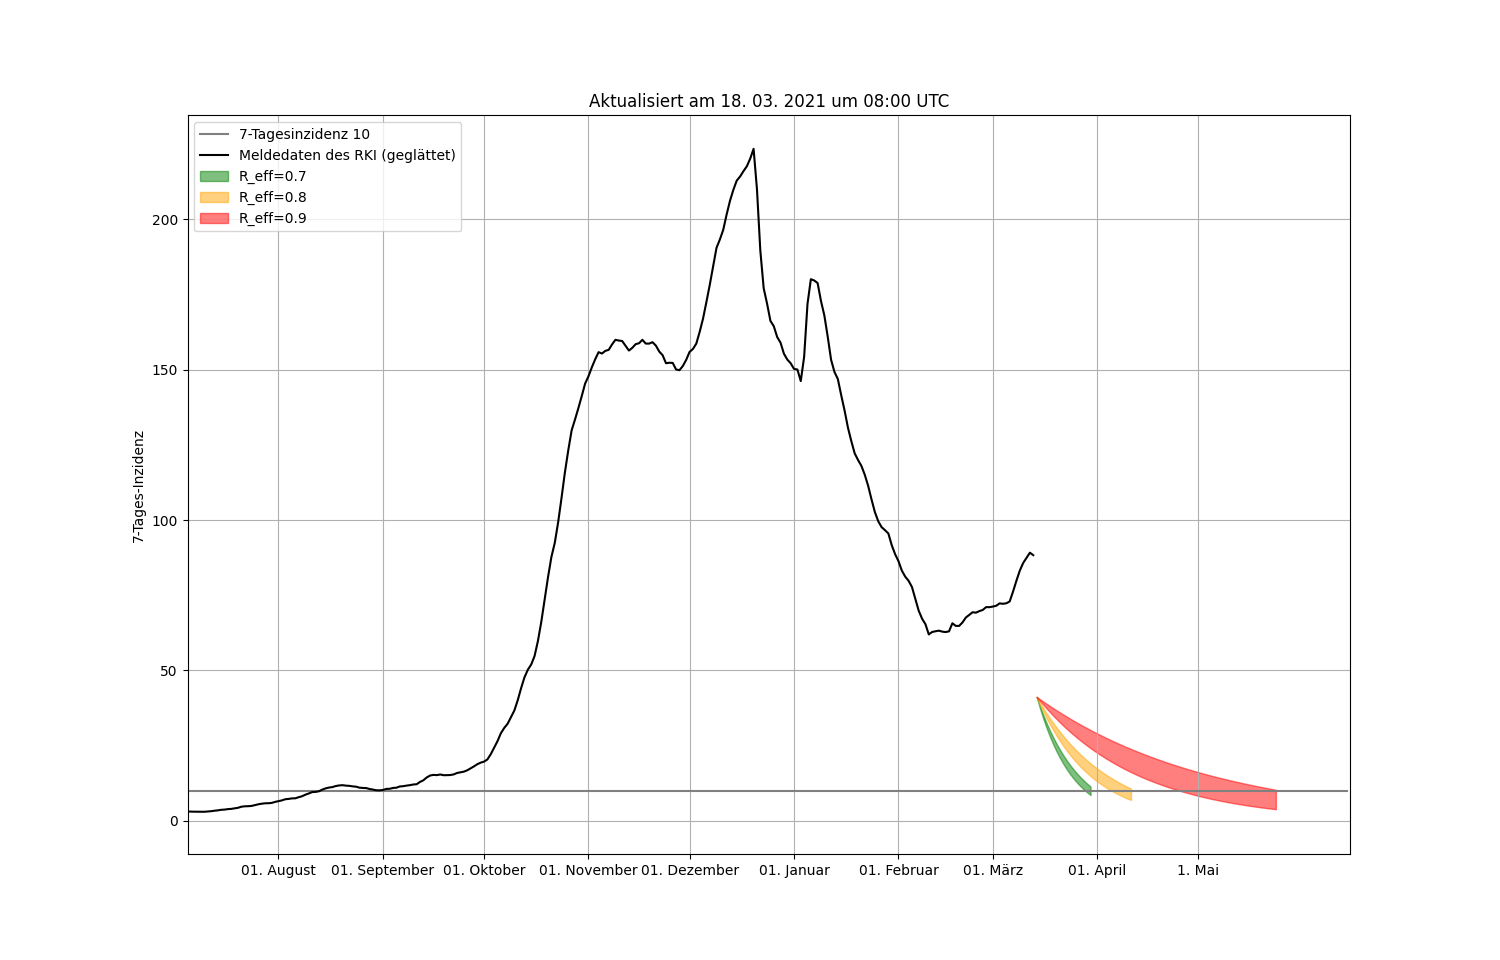 Aktualisiert am 18. 03. 2021 um 08:00 UTC
7-Tagesinzidenz 10
Meldedaten des RKI (geglättet)
R_eff=0.7
R_eff=0.8
R_eff=0.9
7-Tages-Inzidenz
200
150
100
50
0
01. August 01. September 01. Oktober 01. November 01. Dezember 01. Januar 01. Februar 01. März 01. April 1. Mai